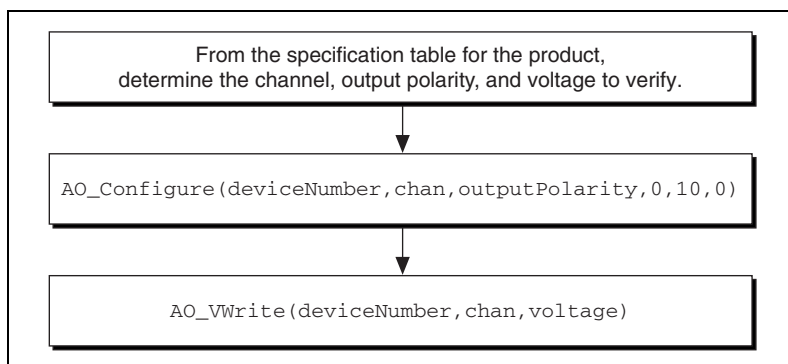 From the specification table for the product,
determine the channel, output polarity, and voltage to verify.
AO_Configure(deviceNumber,chan,outputPolarity,0,10,0)
AO_VWrite(deviceNumber,chan,voltage)